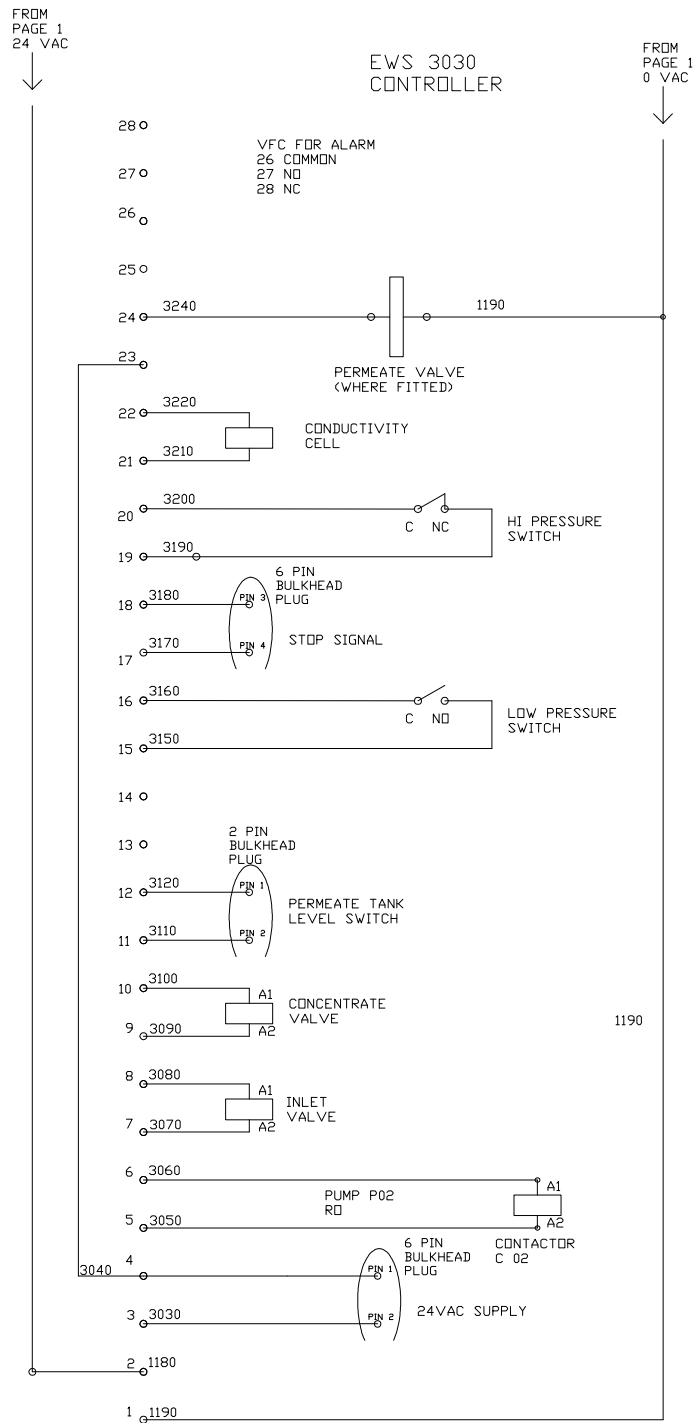 FROM
PAGE 1
24 VAC
EWS 3030
CONTROLLER
FROM
PAGE 1
0 VAC
28
VFC FOR ALARM
26 COMMON
27 NO
28 NC
27
26
25
24 3240 1190
23
PERMEATE VALVE
(WHERE FITTED)
22 3220
CONDUCTIVITY
CELL
21 3210
20 3200
C NC
HI PRESSURE
SWITCH
19 3190
6 PIN
BULKHEAD
PLUG
18 3180 PIN 3
STOP SIGNAL
17 3170 PIN 4
16 3160
C NO
LOW PRESSURE
SWITCH
15 3150
14
13
2 PIN
BULKHEAD
PLUG
12 3120 PIN 1
PERMEATE TANK
LEVEL SWITCH
11 3110 PIN 2
10 3100 A1
CONCENTRATE
VALVE
9 3090 A2
1190
8 3080 A1
INLET
VALVE
7 3070 A2
6 3060 A1
PUMP P02
RO
5 3050 A2
CONTACTOR
C 02
6 PIN
BULKHEAD
PLUG
4
3040 PIN 1
24VAC SUPPLY
3 3030 PIN 2
2 1180
1 1190